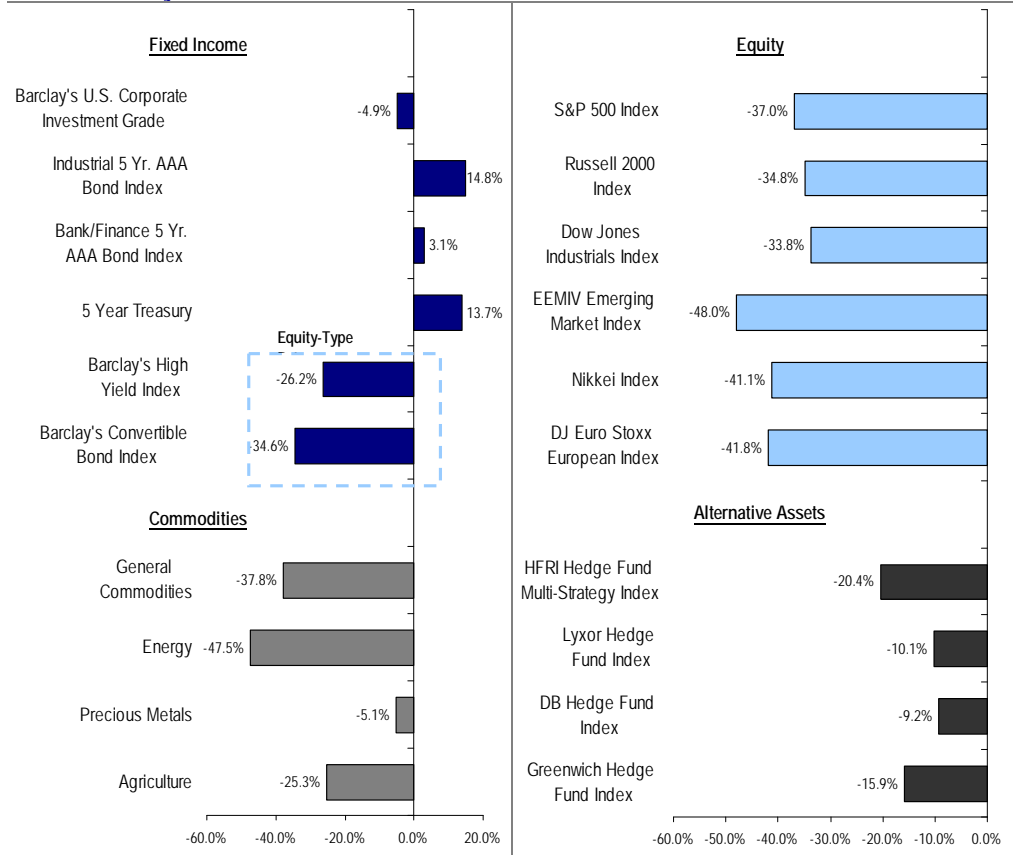 Fixed Income
Barclay's U.S. Corporate
Investment Grade
-4.9%
Industrial 5 Yr. AAA
Bond Index
14.8%
Bank/Finance 5 Yr.
AAA Bond Index
3.1%
5 Year Treasury
13.7%
Equity-Type
Barclay's High
Yield Index
-26.2%
Barclay's Convertible
Bond Index
-34.6%
Commodities
General
Commodities
-37.8%
Energy
-47.5%
Precious Metals
-5.1%
Agriculture
-25.3%
-60.0% -40.0% -20.0% 0.0% 20.0%
Equity
S&P 500 Index
-37.0%
Russell 2000
Index
-34.8%
Dow Jones
Industrials Index
-33.8%
EEMIV Emerging
Market Index
-48.0%
Nikkei Index
-41.1%
DJ Euro Stoxx
European Index
-41.8%
Alternative Assets
HFRI Hedge Fund
Multi-Strategy Index
-20.4%
Lyxor Hedge
Fund Index
-10.1%
DB Hedge Fund
Index
-9.2%
Greenwich Hedge
Fund Index
-15.9%
-60.0% -50.0% -40.0% -30.0% -20.0% -10.0% 0.0%